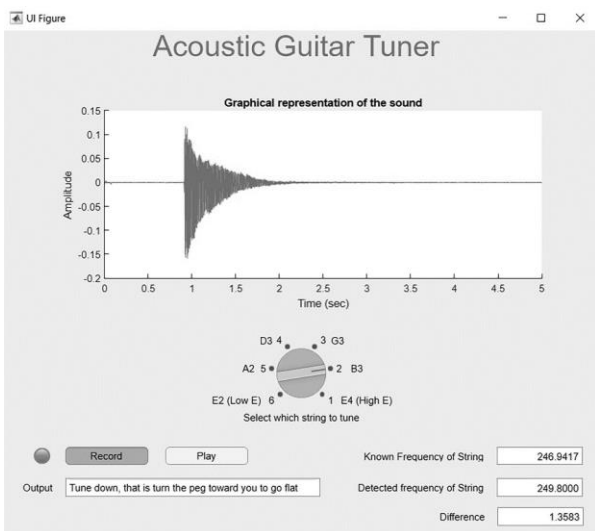 UI Figure
Acoustic Guitar Tuner
Graphical representation of the sound
0.15
0.1
0.05
0
-0.05
-0.1
-0.15
-0.2
Amplitude
0 0.5 1 1.5 2 2.5 3 3.5 4 4.5 5
Time (sec)
D3 4 3 G3
A2 5 2 B3
E2 (Low E) 6 1 E4 (High E)
Select which string to tune
Record Play Known Frequency of String 246.9417
Output Tune down, that is turn the peg toward you to go flat Detected frequency of String 249.8000
Difference 1.3583